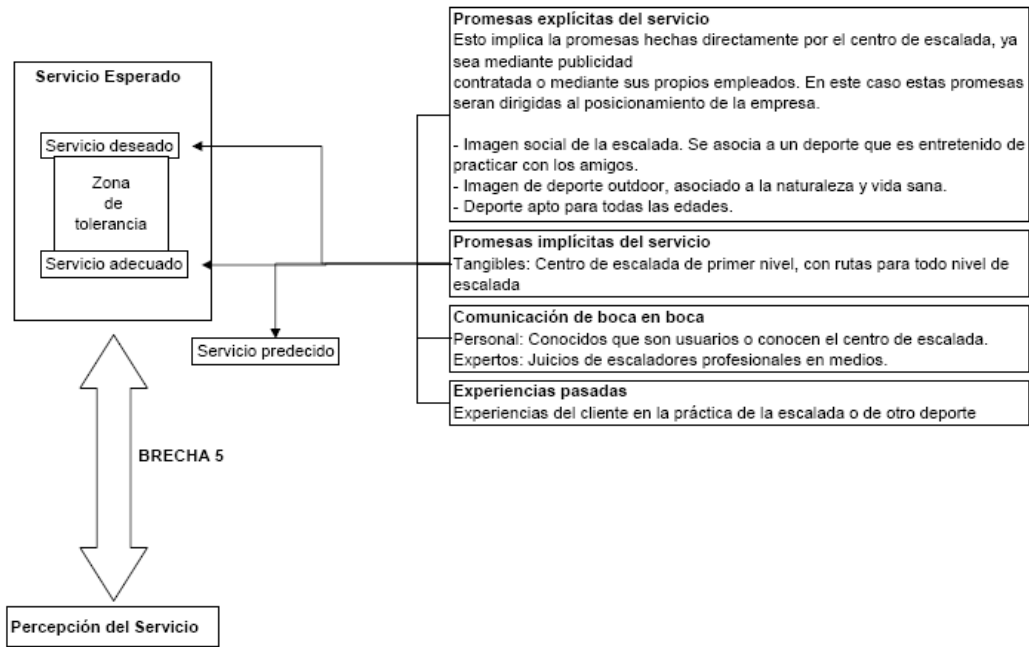 Servicio Esperado
Servicio deseado
Zona
de
tolerancia
Servicio adecuado
Servicio predecido
BRECHA 5
Percepción del Servicio
Promesas explícitas del servicio
Esto implica la promesas hechas directamente por el centro de escalada, ya
sea mediante publicidad
contratada o mediante sus propios empleados. En este caso estas promesas
seran dirigidas al posicionamiento de la empresa.
- Imagen social de la escalada. Se asocia a un deporte que es entretenido de
practicar con los amigos.
- Imagen de deporte outdoor, asociado a la naturaleza y vida sana.
- Deporte apto para todas las edades.
Promesas implícitas del servicio
Tangibles: Centro de escalada de primer nivel, con rutas para todo nivel de
escalada
Comunicación de boca en boca
Personal: Conocidos que son usuarios o conocen el centro de escalada.
Expertos: Juicios de escaladores profesionales en medios.
Experiencias pasadas
Experiencias del cliente en la práctica de la escalada o de otro deporte